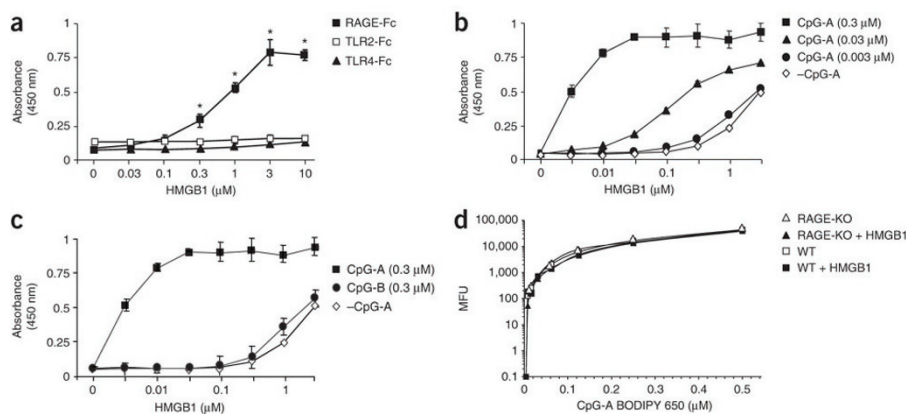 a
RAGE-Fc
TLR2-Fc
TLR4-Fc
Absorbance
(450 nm)
1
0.75
0.5
0.25
0
* * * *
0 0.03 0.1 0.3 1 3 10
HMGB1 (μM)
b
CpG-A (0.3 μM)
CpG-A (0.03 μM)
CpG-A (0.003 μM)
–CpG-A
Absorbance
(450 nm)
1
0.75
0.5
0.25
0
0 0.01 0.1 1
HMGB1 (μM)
c
CpG-A (0.3 μM)
CpG-B (0.3 μM)
–CpG-A
Absorbance
(450 nm)
1
0.75
0.5
0.25
0
0 0.01 0.1 1
HMGB1 (μM)
d
RAGE-KO
RAGE-KO + HMGB1
WT
WT + HMGB1
MFU
100,000
10,000
1,000
100
10
1
0.1
0 0.1 0.2 0.3 0.4 0.5
CpG-A BODIPY 650 (μM)